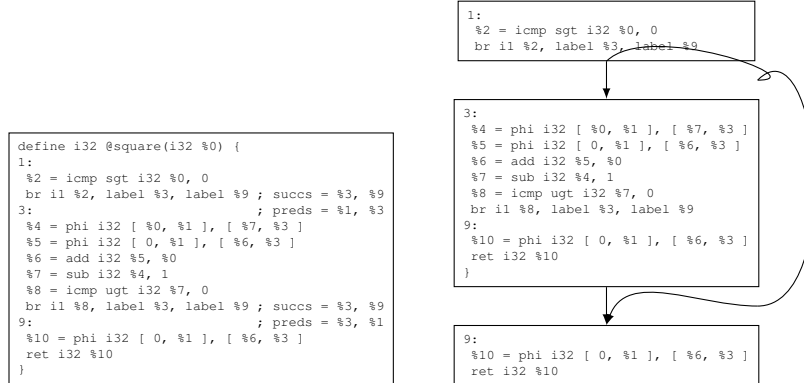 define i32 @square(i32 %0) {
1:
%2 = icmp sgt i32 %0, 0
br i1 %2, label %3, label %9 ; succs = %3, %9
3: ; preds = %1, %3
%4 = phi i32 [ %0, %1 ], [ %7, %3 ]
%5 = phi i32 [ 0, %1 ], [ %6, %3 ]
%6 = add i32 %5, %0
%7 = sub i32 %4, 1
%8 = icmp ugt i32 %7, 0
br i1 %8, label %3, label %9 ; succs = %3, %9
9: ; preds = %3, %1
%10 = phi i32 [ 0, %1 ], [ %6, %3 ]
ret i32 %10
}
1:
%2 = icmp sgt i32 %0, 0
br i1 %2, label %3, label %9
3:
%4 = phi i32 [ %0, %1 ], [ %7, %3 ]
%5 = phi i32 [ 0, %1 ], [ %6, %3 ]
%6 = add i32 %5, %0
%7 = sub i32 %4, 1
%8 = icmp ugt i32 %7, 0
br i1 %8, label %3, label %9
9:
%10 = phi i32 [ 0, %1 ], [ %6, %3 ]
ret i32 %10
}
9:
%10 = phi i32 [ 0, %1 ], [ %6, %3 ]
ret i32 %10